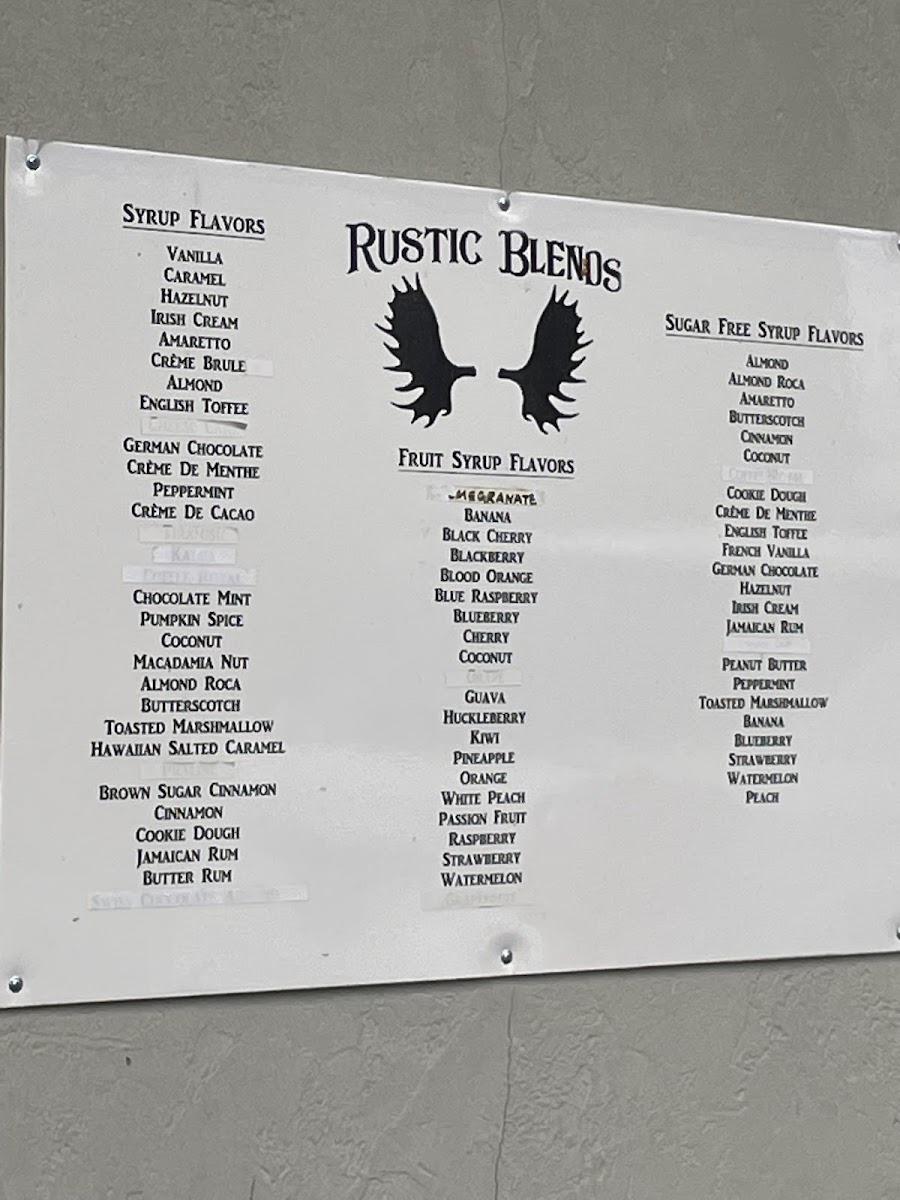 Syrup Flavors
Vanilla
Caramel
Hazelnut
Irish Cream
Amaretto
Crème Brule
Almond
English Toffee
German Chocolate
Crème De Menthe
Peppermint
Crème De Cacao
Chocolate Mint
Pumpkin Spice
Coconut
Macadamia Nut
Almond Roca
Butterscotch
Toasted Marshmallow
Hawaiian Salted Caramel
Brown Sugar Cinnamon
Cinnamon
Cookie Dough
Jamaican Rum
Butter Rum
Rustic Blends
Fruit Syrup Flavors
Banana
Black Cherry
Blackberry
Blood Orange
Blue Raspberry
Blueberry
Cherry
Coconut
Guava
Huckleberry
Kiwi
Pineapple
Orange
White Peach
Passion Fruit
Raspberry
Strawberry
Watermelon
Sugar Free Syrup Flavors
Almond
Almond Roca
Amaretto
Butterscotch
Cinnamon
Coconut
Cookie Dough
Crème De Menthe
English Toffee
French Vanilla
German Chocolate
Hazelnut
Irish Cream
Jamaican Rum
Peanut Butter
Peppermint
Toasted Marshmallow
Banana
Blueberry
Strawberry
Watermelon
Peach